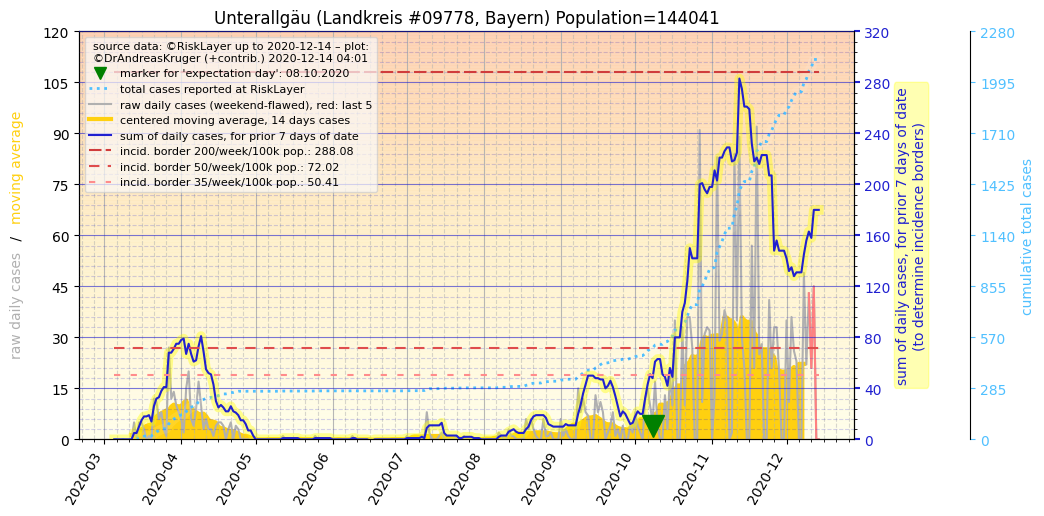 Unterallgäu (Landkreis #09778, Bayern) Population=144041
source data: ©RiskLayer up to 2020-12-14 – plot:
©DrAndreasKruger (+contrib.) 2020-12-14 04:01
marker for 'expectation day': 08.10.2020
total cases reported at RiskLayer
raw daily cases (weekend-flawed), red: last 5
centered moving average, 14 days cases
sum of daily cases, for prior 7 days of date
incid. border 200/week/100k pop.: 288.08
incid. border 50/week/100k pop.: 72.02
incid. border 35/week/100k pop.: 50.41
raw daily cases / moving average
120
105
90
75
60
45
30
15
0
320
280
240
200
160
120
80
40
0
sum of daily cases, for prior 7 days of date
(to determine incidence borders)
2280
1995
1710
1425
1140
855
570
285
0
cumulative total cases
2020-03
2020-04
2020-05
2020-06
2020-07
2020-08
2020-09
2020-10
2020-11
2020-12